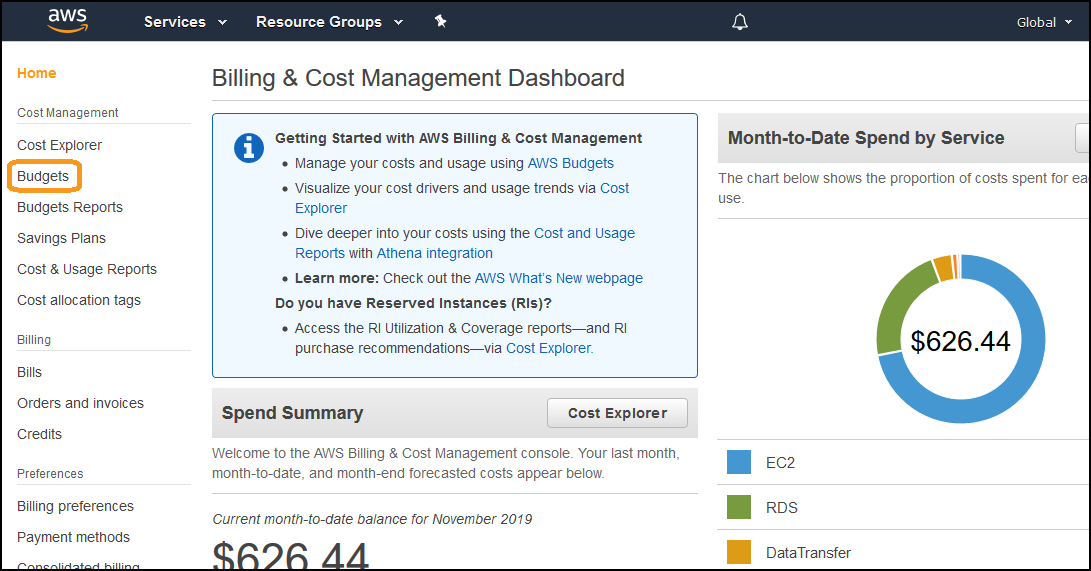 aws
Services
Resource Groups
Global
Home
Cost Management
Cost Explorer
Budgets
Budgets Reports
Savings Plans
Cost & Usage Reports
Cost allocation tags
Billing
Bills
Orders and invoices
Credits
Preferences
Billing preferences
Payment methods
Consolidated billing
Billing & Cost Management Dashboard
Getting Started with AWS Billing & Cost Management
Manage your costs and usage using AWS Budgets
Visualize your cost drivers and usage trends via Cost
Explorer
Dive deeper into your costs using the Cost and Usage
Reports with Athena integration
Learn more: Check out the AWS What's New webpage
Do you have Reserved Instances (RIs)?
Access the RI Utilization & Coverage reports—and RI
purchase recommendations—via Cost Explorer.
Spend Summary
Cost Explorer
Welcome to the AWS Billing & Cost Management console. Your last month,
month-to-date, and month-end forecasted costs appear below.
Current month-to-date balance for November 2019
$626.44
Month-to-Date Spend by Service
The chart below shows the proportion of costs spent for
use.
$626.44
EC2
RDS
DataTransfer